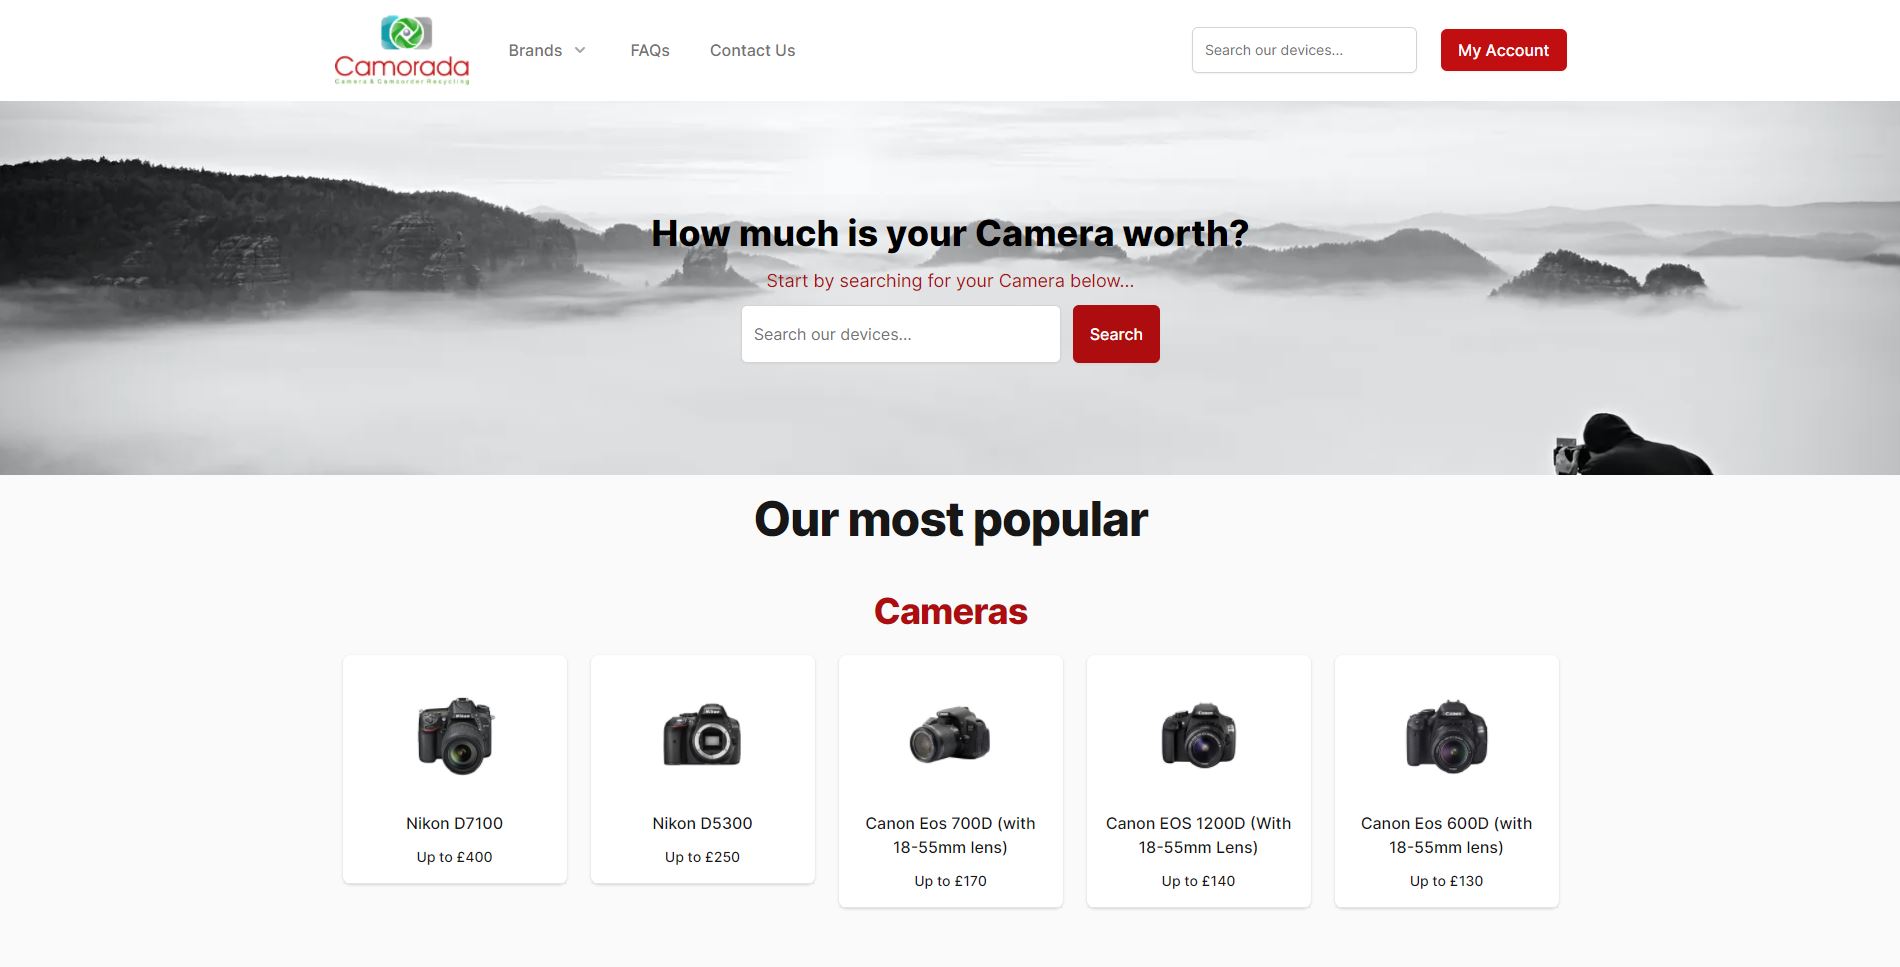 Camorada
Camera & Camcorder Recycling
Brands
FAQs
Contact Us
Search our devices...
My Account
How much is your Camera worth?
Start by searching for your Camera below...
Search our devices...
Search
Our most popular
Cameras
Nikon D7100
Up to £400
Nikon D5300
Up to £250
Canon Eos 700D (with
18-55mm lens)
Up to £170
Canon EOS 1200D (With
18-55mm Lens)
Up to £140
Canon Eos 600D (with
18-55mm lens)
Up to £130